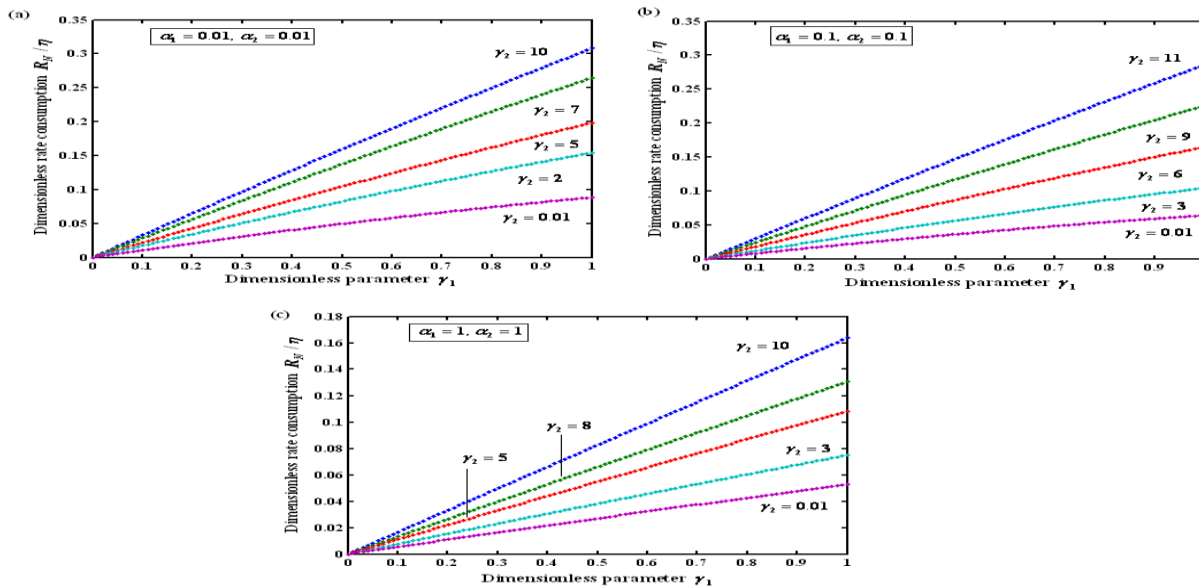 (a)
α₁ = 0.01, α₂ = 0.01
Dimensionless rate consumption R_H / η
0.35
0.3
0.25
0.2
0.15
0.1
0.05
0
γ₂ = 10
γ₂ = 7
γ₂ = 5
γ₂ = 2
γ₂ = 0.01
0 0.1 0.2 0.3 0.4 0.5 0.6 0.7 0.8 0.9 1
Dimensionless parameter γ₁
(b)
α₁ = 0.1, α₂ = 0.1
Dimensionless rate consumption R_H / η
0.35
0.3
0.25
0.2
0.15
0.1
0.05
0
γ₂ = 11
γ₂ = 9
γ₂ = 6
γ₂ = 3
γ₂ = 0.01
0 0.1 0.2 0.3 0.4 0.5 0.6 0.7 0.8 0.9
Dimensionless parameter γ₁
(c)
α₁ = 1, α₂ = 1
Dimensionless rate consumption R_H / η
0.18
0.16
0.14
0.12
0.1
0.08
0.06
0.04
0.02
0
γ₂ = 10
γ₂ = 8
γ₂ = 5
γ₂ = 3
γ₂ = 0.01
0 0.1 0.2 0.3 0.4 0.5 0.6 0.7 0.8 0.9 1
Dimensionless parameter γ₁